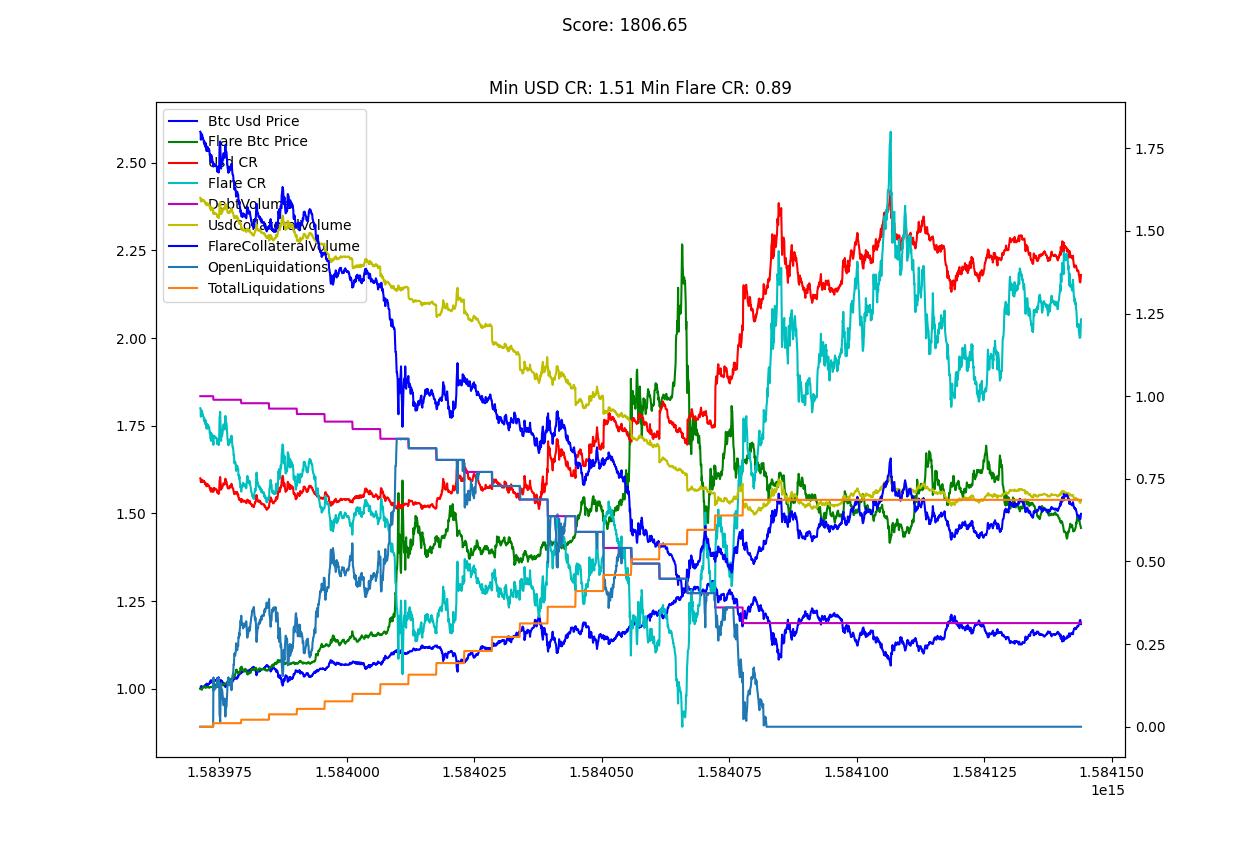 Score: 1806.65
Min USD CR: 1.51 Min Flare CR: 0.89
Btc Usd Price
Flare Btc Price
Usd CR
Flare CR
DebtVolume
UsdCollateralVolume
FlareCollateralVolume
OpenLiquidations
TotalLiquidations
2.50
2.25
2.00
1.75
1.50
1.25
1.00
1.75
1.50
1.25
1.00
0.75
0.50
0.25
0.00
1.583975 1.584000 1.584025 1.584050 1.584075 1.584100 1.584125 1.584150
1e15